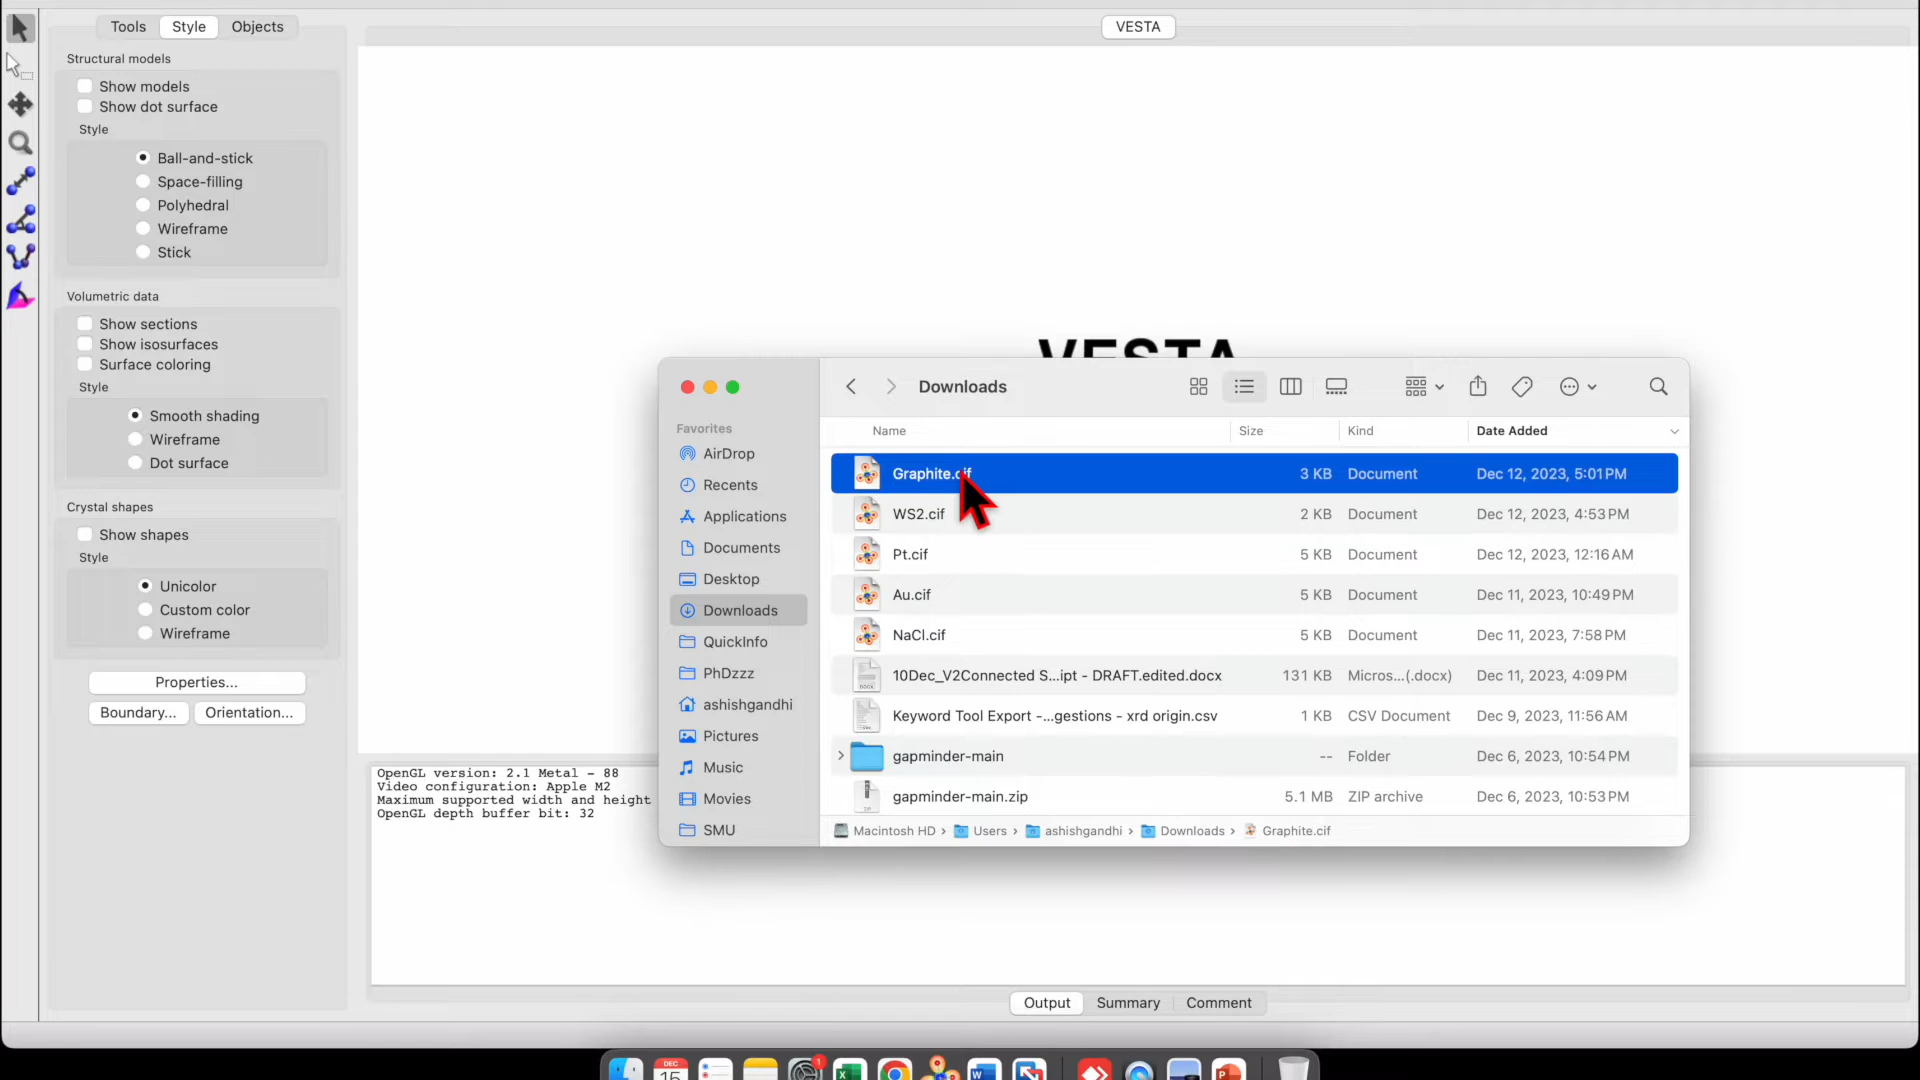 Tools Style Objects
VESTA
Structural models
Show models
Show dot surface
Style
Ball-and-stick
Space-filling
Polyhedral
Wireframe
Stick
Volumetric data
Show sections
Show isosurfaces
Surface coloring
Style
Smooth shading
Wireframe
Dot surface
Crystal shapes
Show shapes
Style
Unicolor
Custom color
Wireframe
Properties...
Boundary... Orientation...
VESTA
Downloads
Favorites
AirDrop
Recents
Applications
Documents
Desktop
Downloads
QuickInfo
PhDzzz
ashishgandhi
Pictures
Music
Movies
SMU
Name Size Kind Date Added
Graphite.cif 3 KB Document Dec 12, 2023, 5:01 PM
WS2.cif 2 KB Document Dec 12, 2023, 4:53 PM
Pt.cif 5 KB Document Dec 12, 2023, 12:16 AM
Au.cif 5 KB Document Dec 11, 2023, 10:49 PM
NaCl.cif 5 KB Document Dec 11, 2023, 7:58 PM
10Dec_V2Connected S...ipt - DRAFT.edited.docx 131 KB Micros...(.docx) Dec 11, 2023, 4:09 PM
Keyword Tool Export -...gestions - xrd origin.csv 1 KB CSV Document Dec 9, 2023, 11:56 AM
gapminder-main -- Folder Dec 6, 2023, 10:54 PM
gapminder-main.zip 5.1 MB ZIP archive Dec 6, 2023, 10:53 PM
Macintosh HD › Users › ashishgandhi › Downloads › Graphite.cif
OpenGL version: 2.1 Metal - 88
Video configuration: Apple M2
Maximum supported width and height
OpenGL depth buffer bit: 32
Output Summary Comment
DEC
15
1